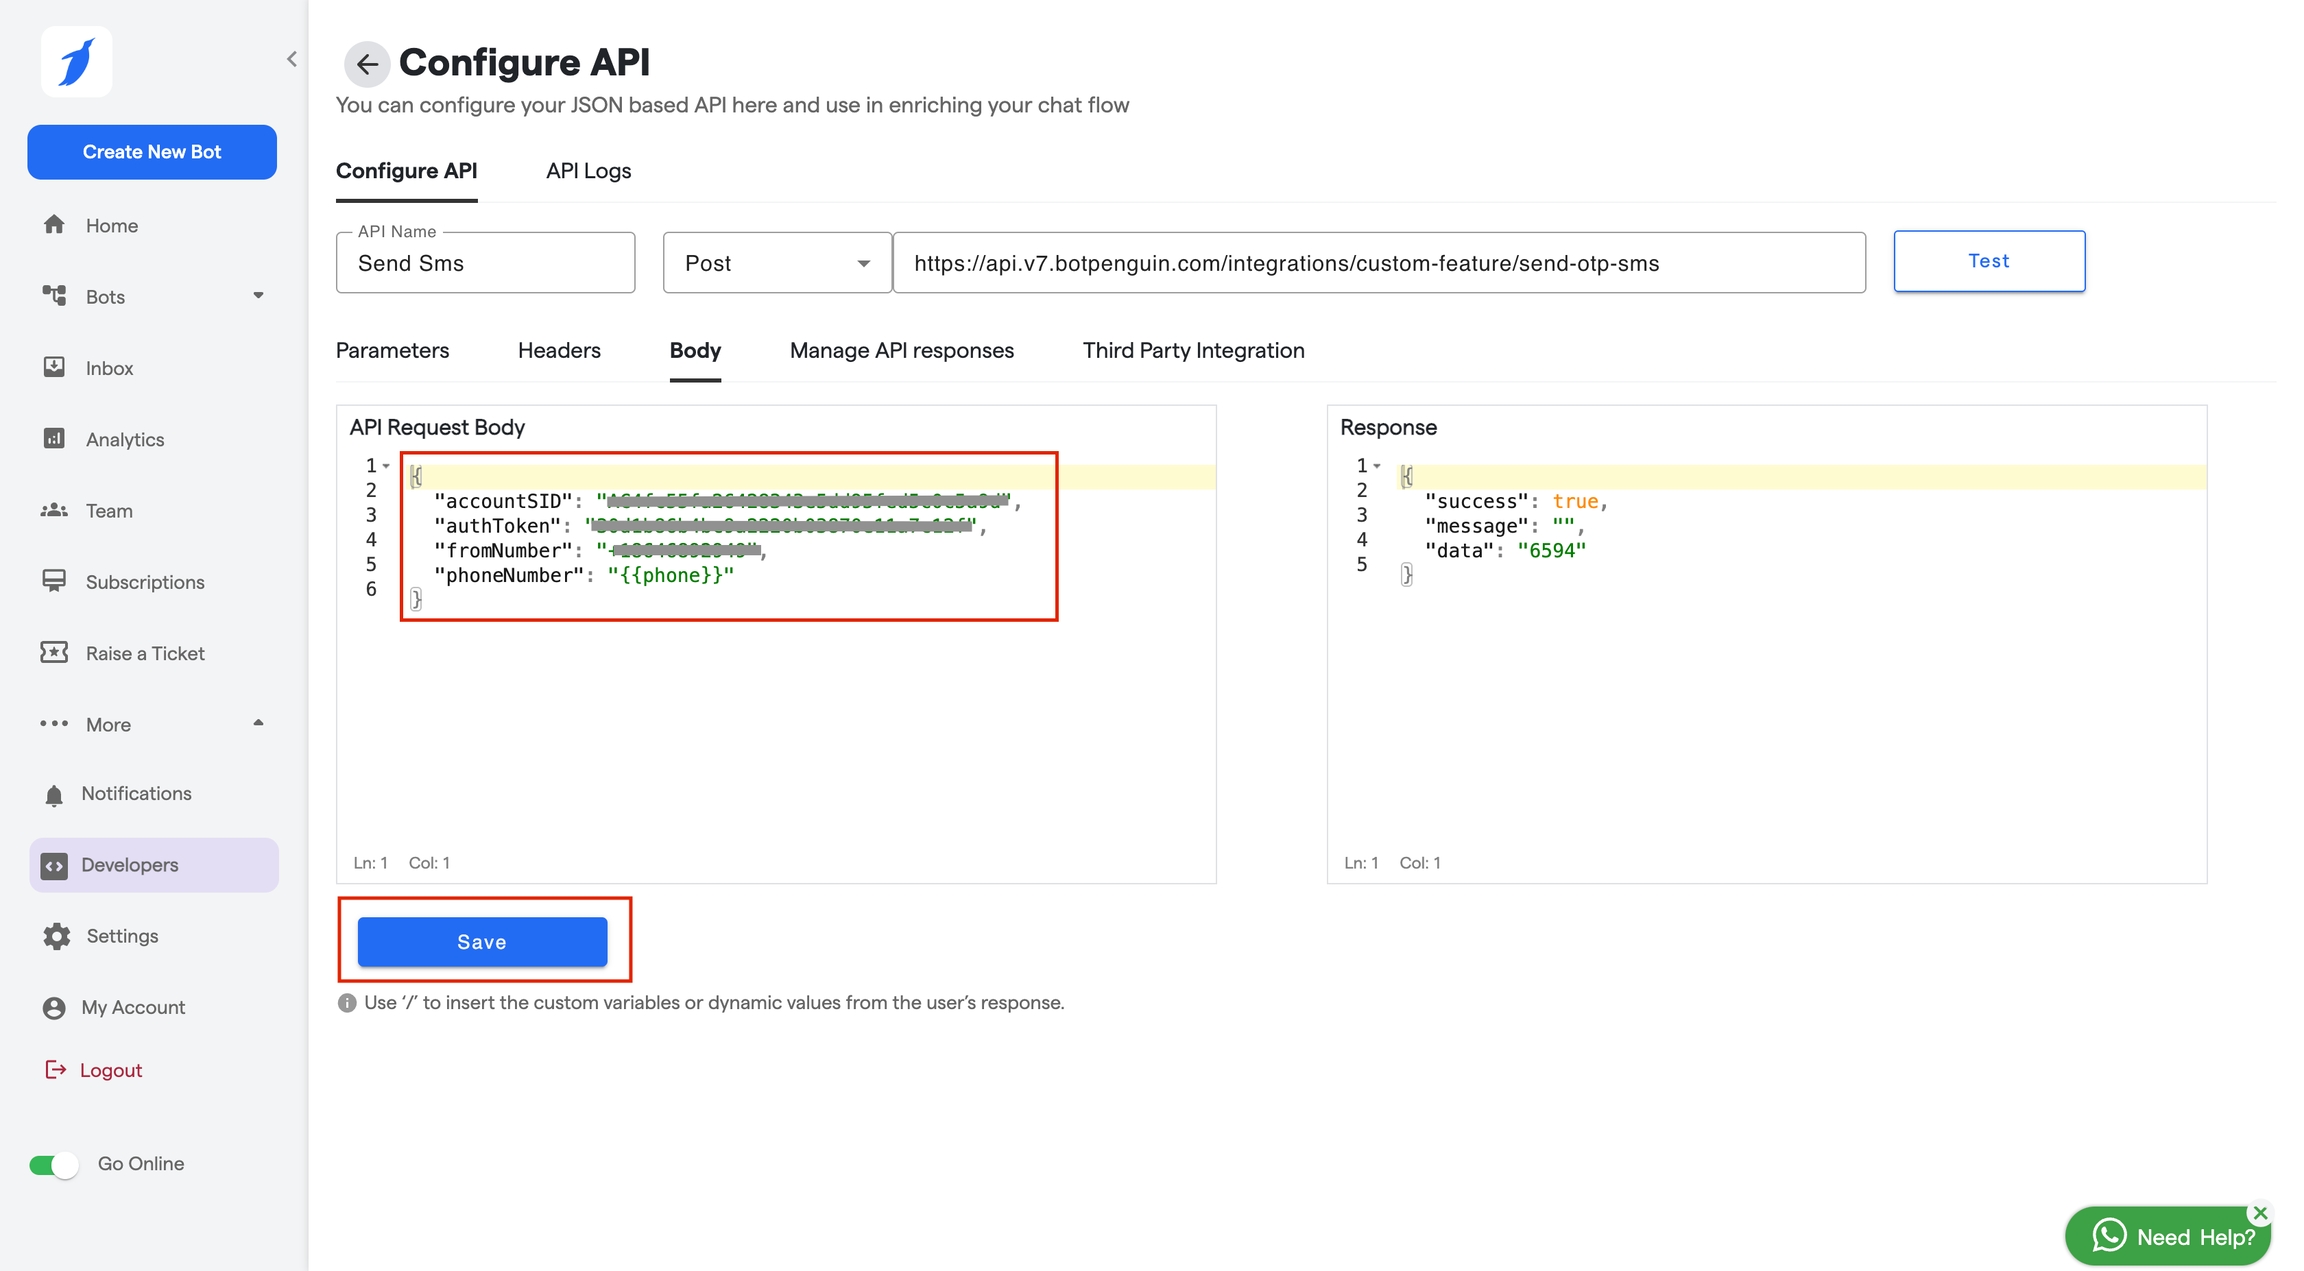 Configure API
You can configure your JSON based API here and use in enriching your chat flow
Create New Bot
Home
Bots
Inbox
Analytics
Team
Subscriptions
Raise a Ticket
More
Notifications
Developers
Settings
My Account
Logout
Go Online
Configure API API Logs
API Name
Send Sms
Post
https://api.v7.botpenguin.com/integrations/custom-feature/send-otp-sms
Test
Parameters Headers Body Manage API responses Third Party Integration
API Request Body
1 {
2 "accountSID": "",
3 "authToken": "",
4 "fromNumber": "",
5 "phoneNumber": "{{phone}}"
6 }
Ln: 1 Col: 1
Response
1 {
2 "success": true,
3 "message": "",
4 "data": "6594"
5 }
Ln: 1 Col: 1
Save
Use ‘/’ to insert the custom variables or dynamic values from the user’s response.
Need Help?